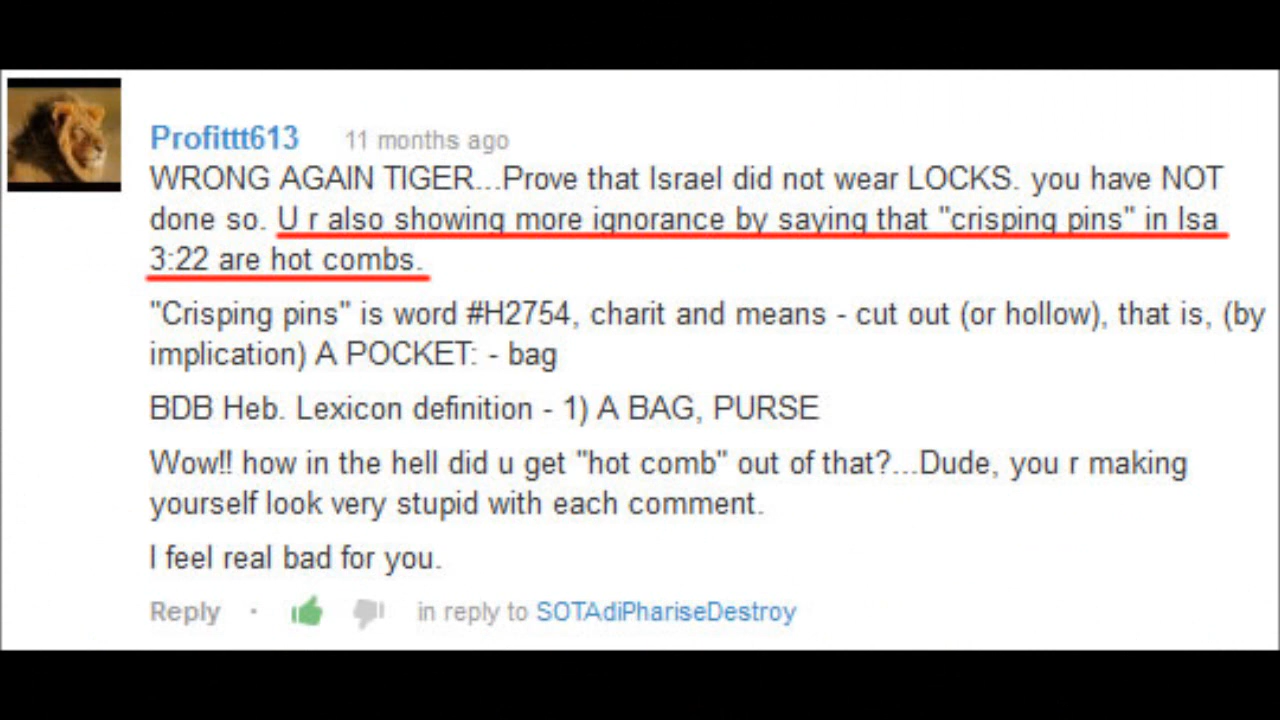 Profittt613 11 months ago
WRONG AGAIN TIGER...Prove that Israel did not wear LOCKS. you have NOT
done so. U r also showing more ignorance by saying that "crisping pins" in Isa
3:22 are hot combs.
"Crisping pins" is word #H2754, charit and means - cut out (or hollow), that is, (by
implication) A POCKET: - bag
BDB Heb. Lexicon definition - 1) A BAG, PURSE
Wow!! how in the hell did u get "hot comb" out of that?...Dude, you r making
yourself look very stupid with each comment.
I feel real bad for you.
Reply · in reply to SOTAdiPhariseDestroy